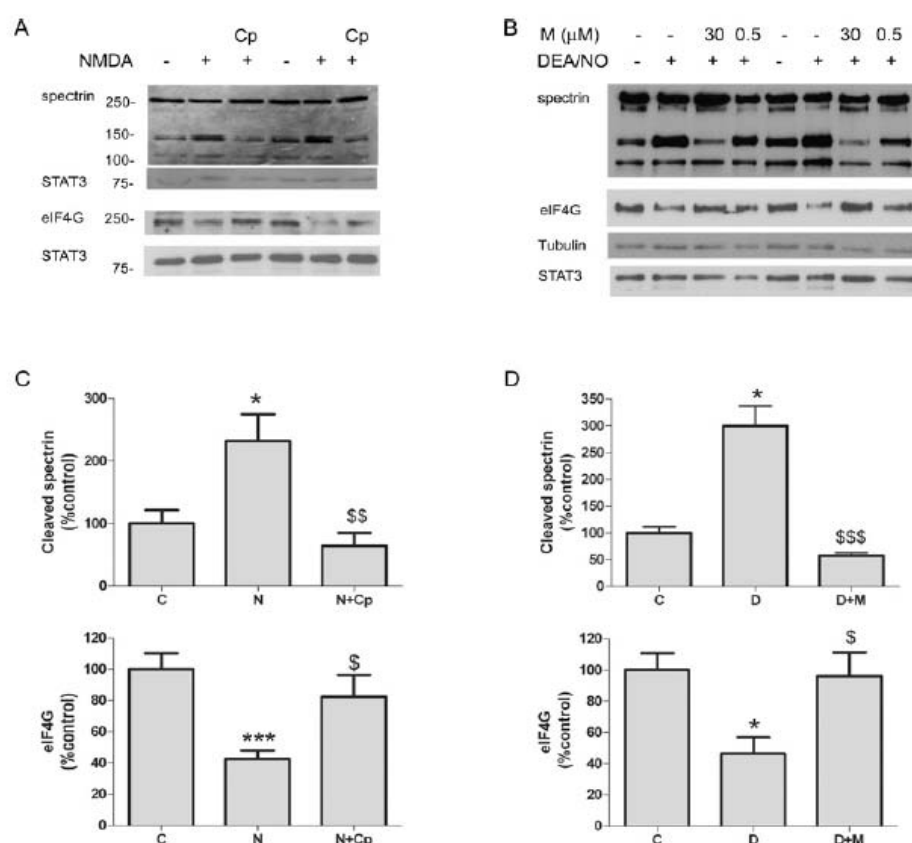 A
Cp Cp
NMDA - + + - + +
spectrin
250-
150-
100-
STAT3
75-
eIF4G
250-
STAT3
75-
B
M (μM) - - 30 0.5 - - 30 0.5
DEA/NO - + + + - + + +
spectrin
eIF4G
Tubulin
STAT3
C
Cleaved spectrin
(%control)
300
200
100
0
*
$$
C N N+Cp
eIF4G
(%control)
120
100
80
60
40
20
0
***
$
C N N+Cp
D
Cleaved spectrin
(%control)
350
300
250
200
150
100
50
0
*
$$$
C D D+M
eIF4G
(%control)
120
100
80
60
40
20
0
*
$
C D D+M